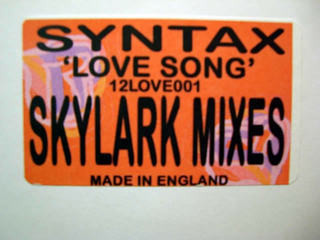 SYNTAX
'LOVE SONG'
12LOVE001
SKYLARK MIXES
MADE IN ENGLAND